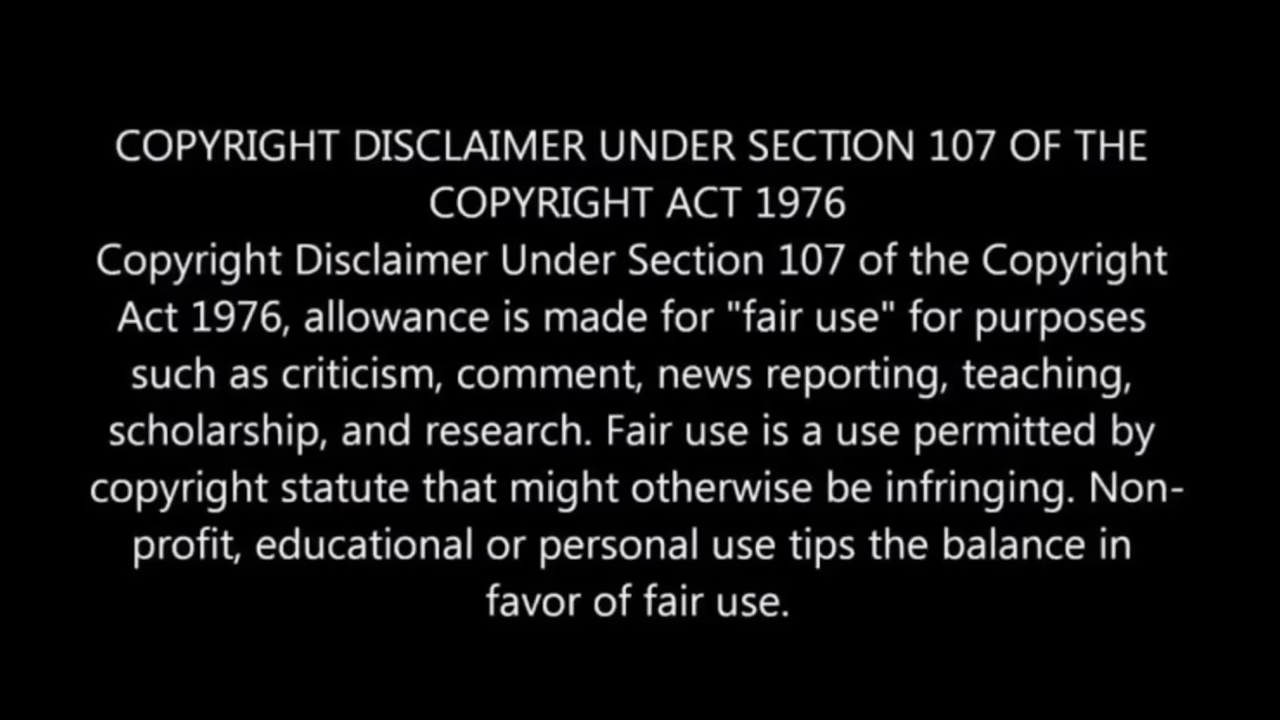 COPYRIGHT DISCLAIMER UNDER SECTION 107 OF THE
COPYRIGHT ACT 1976
Copyright Disclaimer Under Section 107 of the Copyright
Act 1976, allowance is made for "fair use" for purposes
such as criticism, comment, news reporting, teaching,
scholarship, and research. Fair use is a use permitted by
copyright statute that might otherwise be infringing. Non-
profit, educational or personal use tips the balance in
favor of fair use.